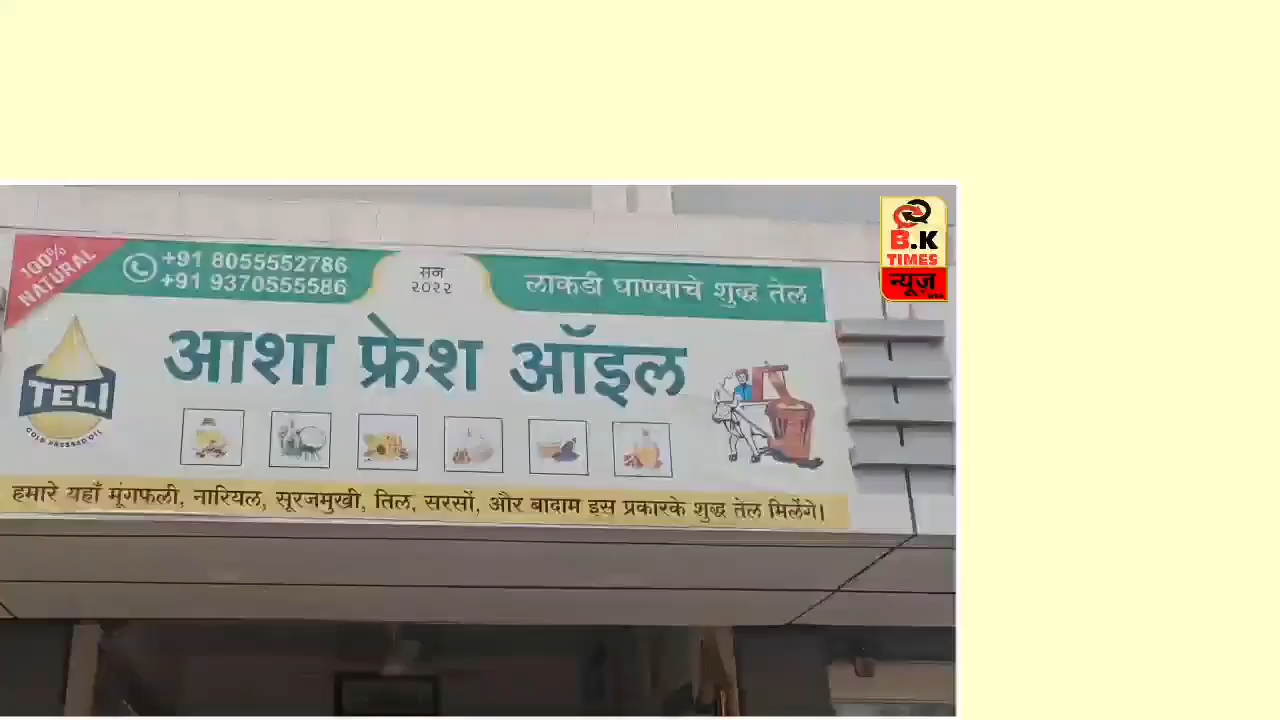 B.K
TIMES
न्यूज़
100%
NATURAL
+91 8055552786
+91 9370555586
सन
२०२२
लाकडी घाण्याचे शुद्ध तेल
आशा फ्रेश ऑइल
TELI
COLD PRESSED OIL
हमारे यहाँ मूंगफली, नारियल, सूरजमुखी, तिल, सरसों, और बादाम इस प्रकारके शुद्ध तेल मिलेंगे।